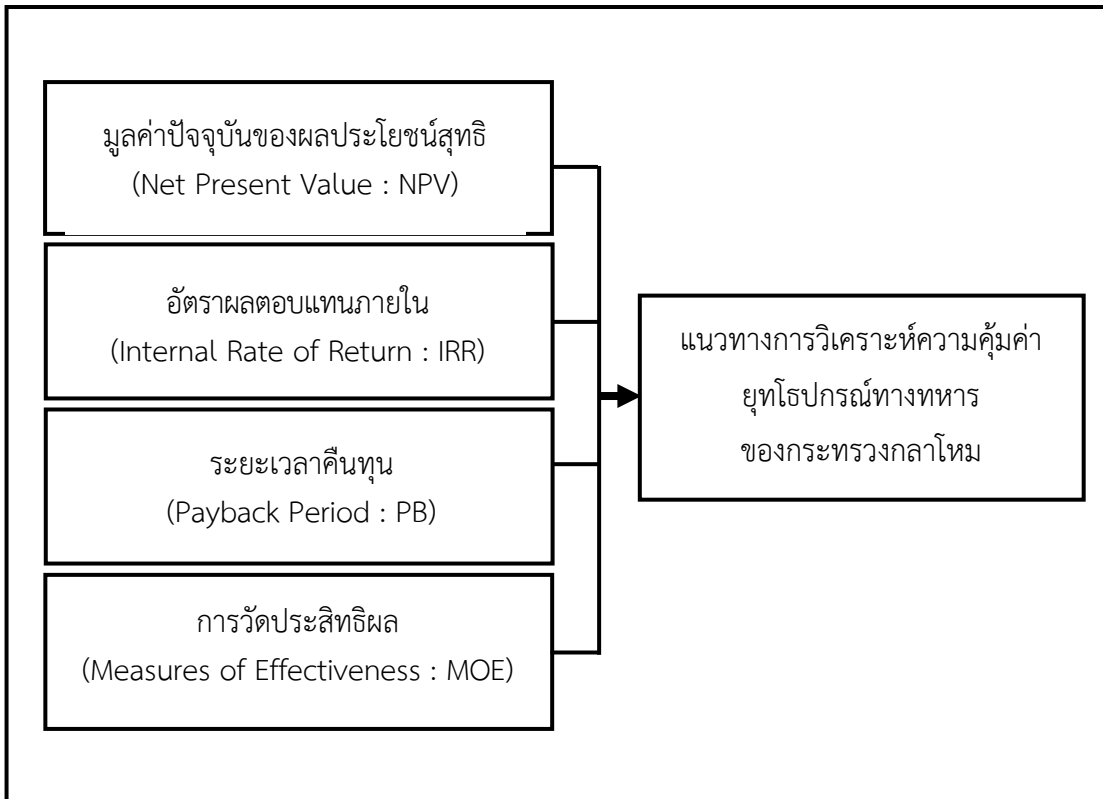 มูลค่าปัจจุบันของผลประโยชน์สุทธิ
(Net Present Value : NPV)
อัตราผลตอบแทนภายใน
(Internal Rate of Return : IRR)
ระยะเวลาคืนทุน
(Payback Period : PB)
การวัดประสิทธิผล
(Measures of Effectiveness : MOE)
แนวทางการวิเคราะห์ความคุ้มค่า
ยุทโธปกรณ์ทางทหาร
ของกระทรวงกลาโหม